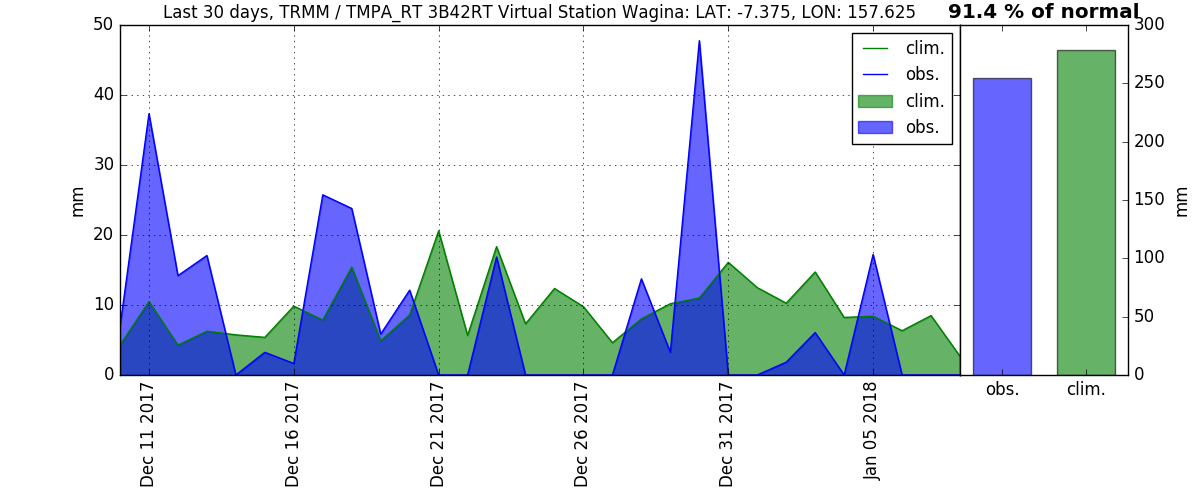 Last 30 days, TRMM / TMPA_RT 3B42RT Virtual Station Wagina: LAT: -7.375, LON: 157.625
91.4 % of normal
50
40
30
20
10
0
mm
clim.
obs.
clim.
obs.
Dec 11 2017
Dec 16 2017
Dec 21 2017
Dec 26 2017
Dec 31 2017
Jan 05 2018
300
250
200
150
100
50
0
mm
obs.
clim.